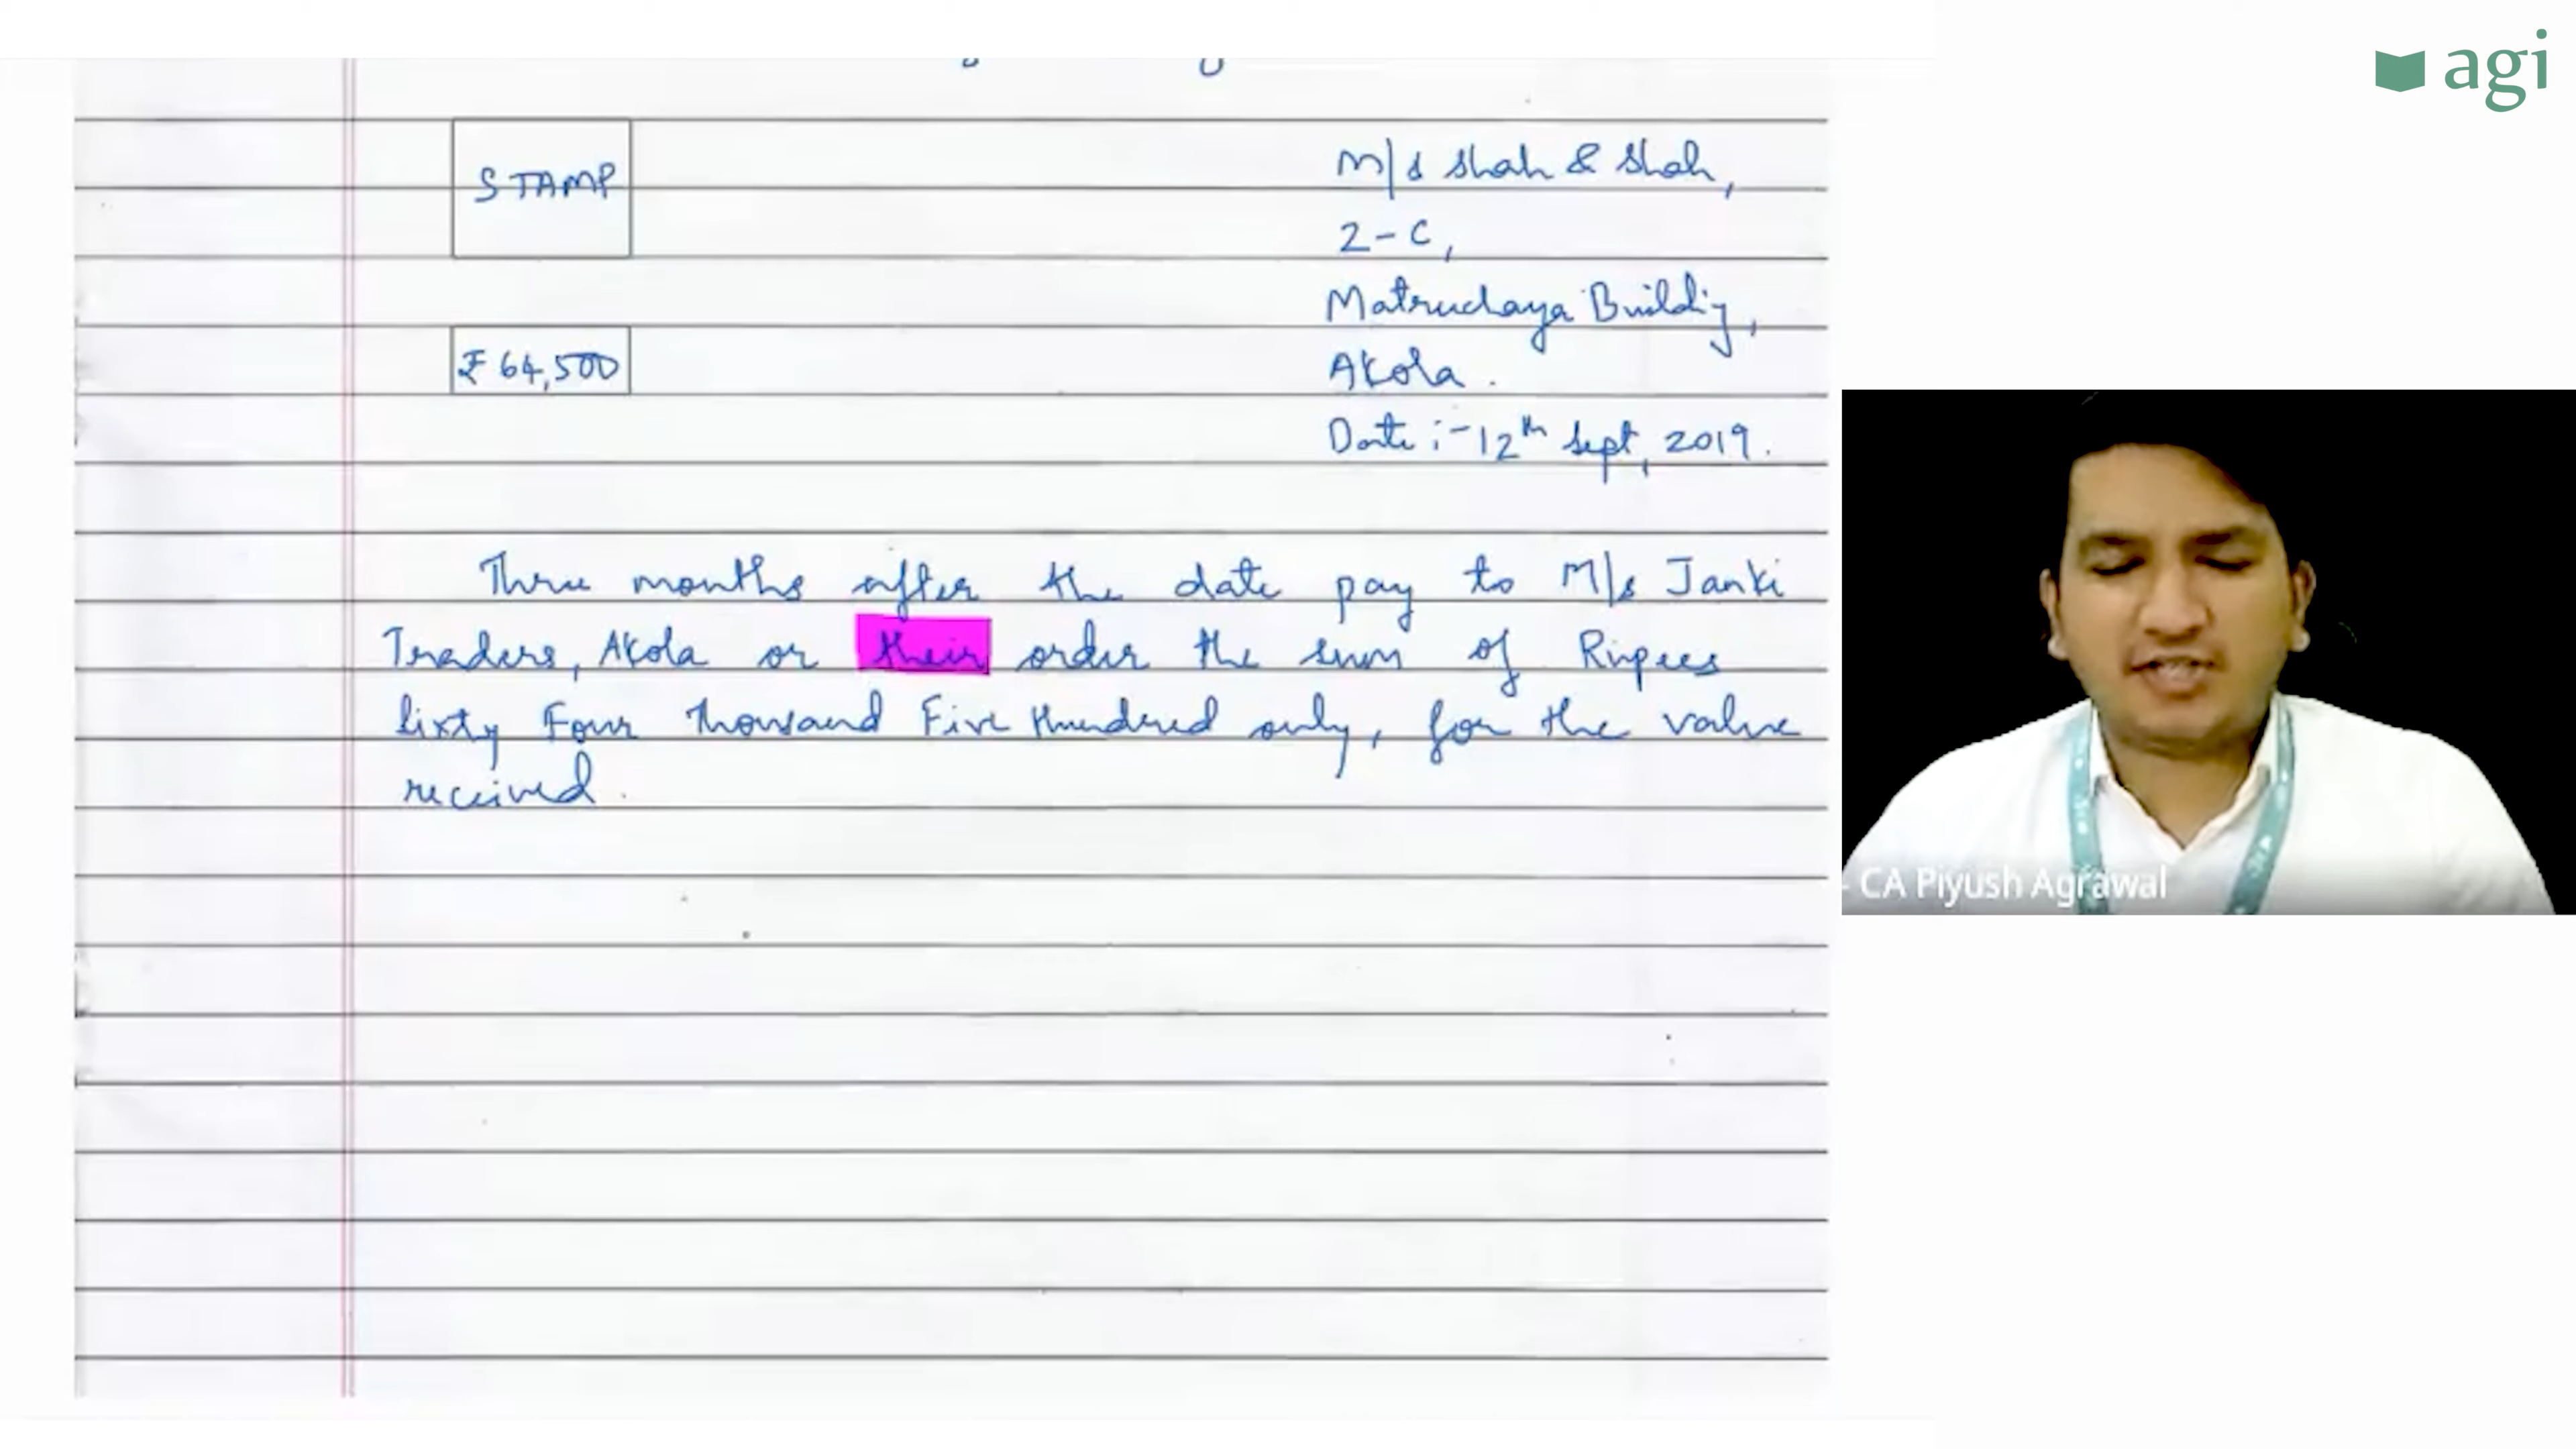 agi
STAMP
M/s Shah & Shah,
2-C,
Matruchaya Building,
₹ 64,500
Akola.
Date :- 12th Sept, 2019.
Three months after the date pay to M/s Janki
Traders, Akola or their order the sum of Rupees
Sixty Four Thousand Five Hundred only, for the value
received.
CA Piyush Agrawal